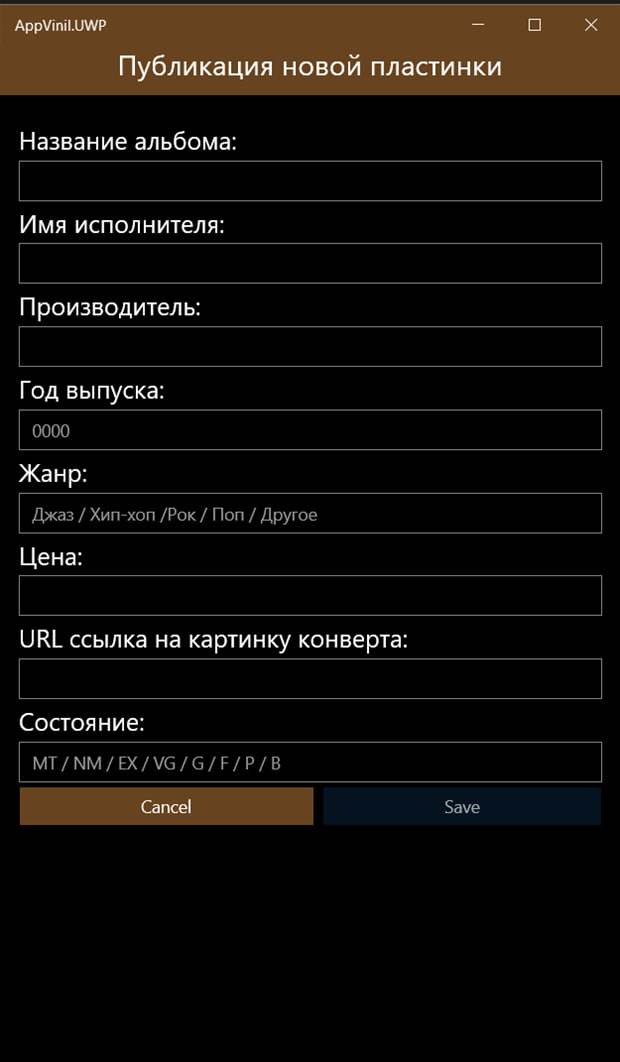 AppVinil.UWP
Публикация новой пластинки
Название альбома:
Имя исполнителя:
Производитель:
Год выпуска:
0000
Жанр:
Джаз / Хип-хоп /Рок / Поп / Другое
Цена:
URL ссылка на картинку конверта:
Состояние:
MT / NM / EX / VG / G / F / P / B
Cancel Save